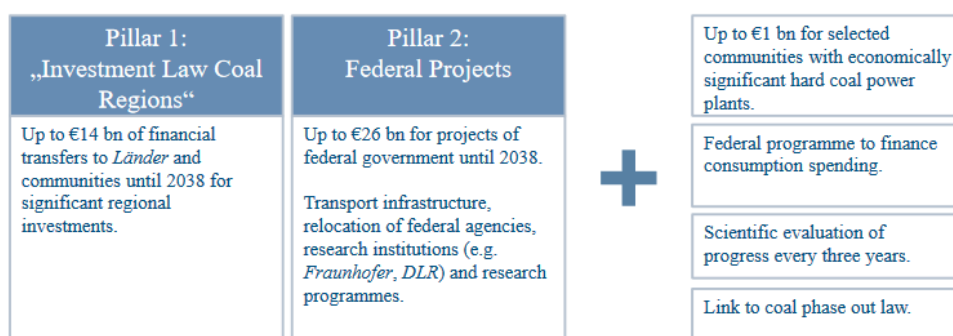 Pillar 1:
„Investment Law Coal
Regions“
Up to €14 bn of financial
transfers to Länder and
communities until 2038 for
significant regional
investments.
Pillar 2:
Federal Projects
Up to €26 bn for projects of
federal government until 2038.
Transport infrastructure,
relocation of federal agencies,
research institutions (e.g.
Fraunhofer, DLR) and research
programmes.
Up to €1 bn for selected
communities with economically
significant hard coal power
plants.
Federal programme to finance
consumption spending.
Scientific evaluation of
progress every three years.
Link to coal phase out law.